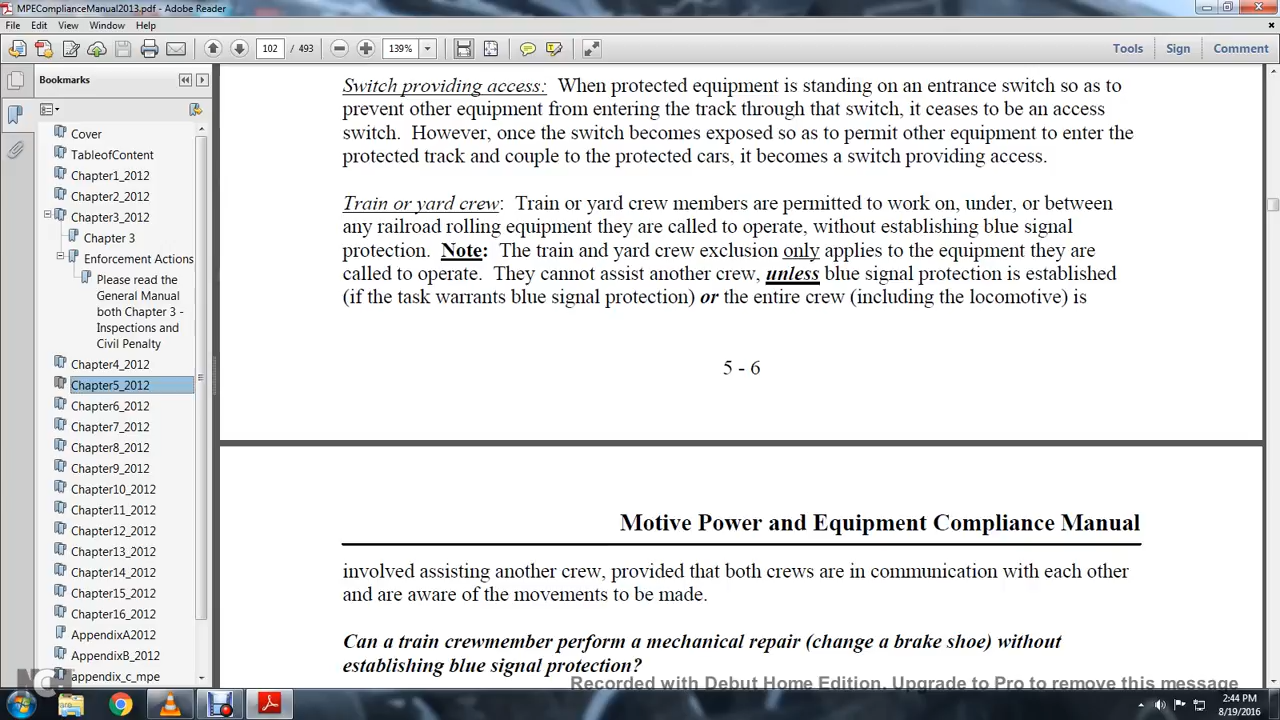 MPEComplianceManual2013.pdf - Adobe Reader
File Edit View Window Help
102 / 493 139% Tools Sign Comment
Bookmarks
Cover
TableofContent
Chapter1_2012
Chapter2_2012
Chapter3_2012
Chapter 3
Enforcement Actions
Please read the
General Manual
both Chapter 3 -
Inspections and
Civil Penalty
Chapter4_2012
Chapter5_2012
Chapter6_2012
Chapter7_2012
Chapter8_2012
Chapter9_2012
Chapter10_2012
Chapter11_2012
Chapter12_2012
Chapter13_2012
Chapter14_2012
Chapter15_2012
Chapter16_2012
AppendixA2012
AppendixB_2012
appendix_c_mpe
Switch providing access: When protected equipment is standing on an entrance switch so as to
prevent other equipment from entering the track through that switch, it ceases to be an access
switch. However, once the switch becomes exposed so as to permit other equipment to enter the
protected track and couple to the protected cars, it becomes a switch providing access.
Train or yard crew: Train or yard crew members are permitted to work on, under, or between
any railroad rolling equipment they are called to operate, without establishing blue signal
protection. Note: The train and yard crew exclusion only applies to the equipment they are
called to operate. They cannot assist another crew, unless blue signal protection is established
(if the task warrants blue signal protection) or the entire crew (including the locomotive) is
5 - 6
Motive Power and Equipment Compliance Manual
involved assisting another crew, provided that both crews are in communication with each other
and are aware of the movements to be made.
Can a train crewmember perform a mechanical repair (change a brake shoe) without
establishing blue signal protection?
Recorded with Debut Home Edition. Upgrade to Pro to remove this message
NCH
2:44 PM
8/19/2016